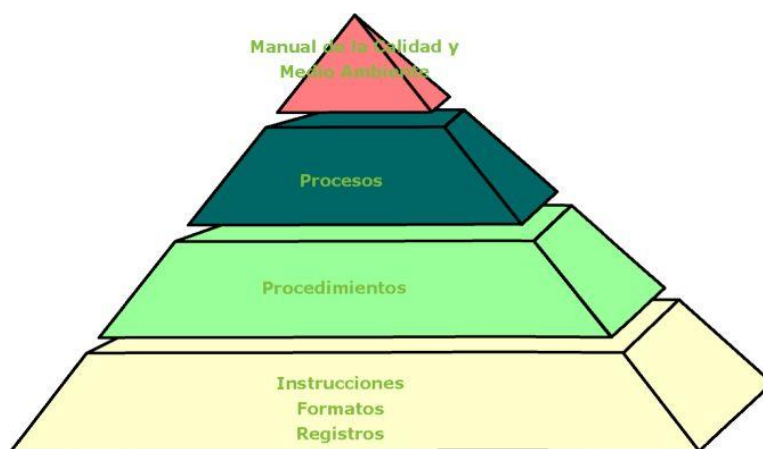 Manual de la Calidad y
Medio Ambiente
Procesos
Procedimientos
Instrucciones
Formatos
Registros